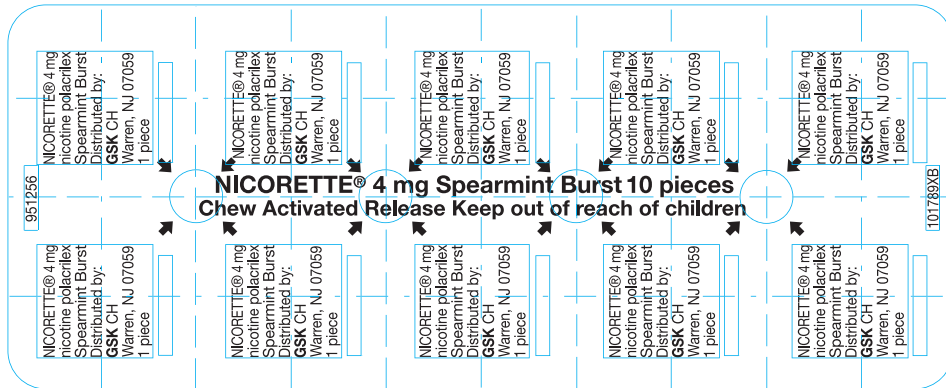 NICORETTE® 4 mg
nicotine polacrilex
Spearmint Burst
Distributed by:
GSK CH
Warren, NJ 07059
1 piece
NICORETTE® 4 mg
nicotine polacrilex
Spearmint Burst
Distributed by:
GSK CH
Warren, NJ 07059
1 piece
NICORETTE® 4 mg
nicotine polacrilex
Spearmint Burst
Distributed by:
GSK CH
Warren, NJ 07059
1 piece
NICORETTE® 4 mg
nicotine polacrilex
Spearmint Burst
Distributed by:
GSK CH
Warren, NJ 07059
1 piece
NICORETTE® 4 mg
nicotine polacrilex
Spearmint Burst
Distributed by:
GSK CH
Warren, NJ 07059
1 piece
951256
NICORETTE® 4 mg Spearmint Burst 10 pieces
Chew Activated Release Keep out of reach of children
101789XB
NICORETTE® 4 mg
nicotine polacrilex
Spearmint Burst
Distributed by:
GSK CH
Warren, NJ 07059
1 piece
NICORETTE® 4 mg
nicotine polacrilex
Spearmint Burst
Distributed by:
GSK CH
Warren, NJ 07059
1 piece
NICORETTE® 4 mg
nicotine polacrilex
Spearmint Burst
Distributed by:
GSK CH
Warren, NJ 07059
1 piece
NICORETTE® 4 mg
nicotine polacrilex
Spearmint Burst
Distributed by:
GSK CH
Warren, NJ 07059
1 piece
NICORETTE® 4 mg
nicotine polacrilex
Spearmint Burst
Distributed by:
GSK CH
Warren, NJ 07059
1 piece